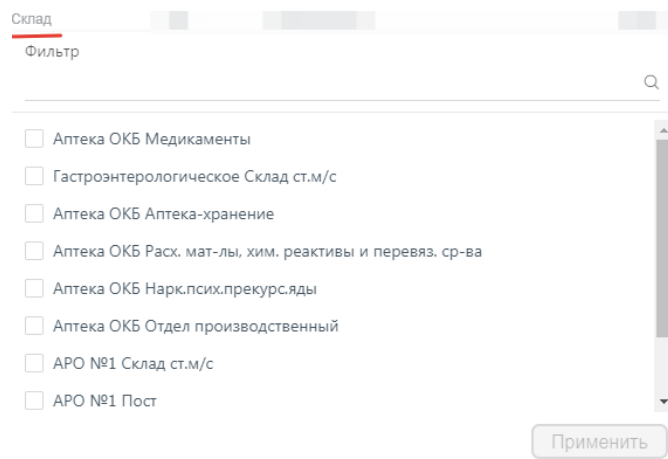 Склад
Фильтр
Аптека ОКБ Медикаменты
Гастроэнтерологическое Склад ст.м/с
Аптека ОКБ Аптека-хранение
Аптека ОКБ Расх. мат-лы, хим. реактивы и перевяз. ср-ва
Аптека ОКБ Нарк.псих.прекурс.яды
Аптека ОКБ Отдел производственный
АРО №1 Склад ст.м/с
АРО №1 Пост
Применить